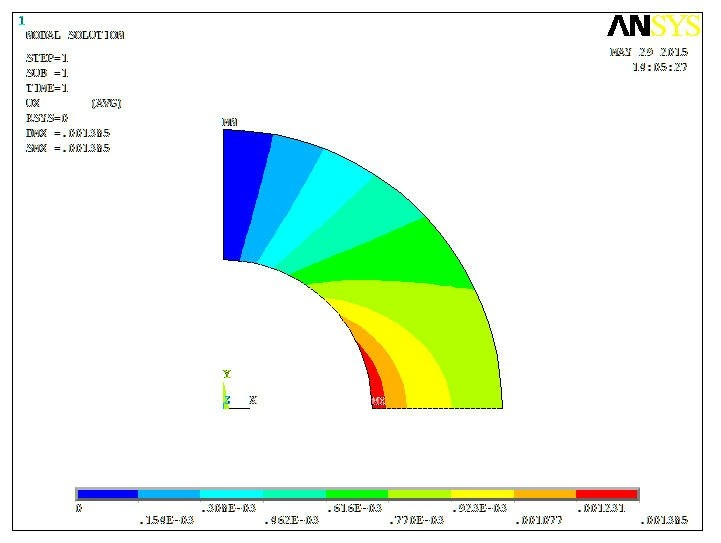 1
NODAL SOLUTION
ANSYS
STEP=1
SUB =1
TIME=1
UX (AVG)
RSYS=0
DMX =.001385
SMX =.001385
MAY 29 2015
18:05:27
MN
Y
Z X
MX
0 .308E-03 .616E-03 .923E-03 .001231
.154E-03 .462E-03 .770E-03 .001077 .001385